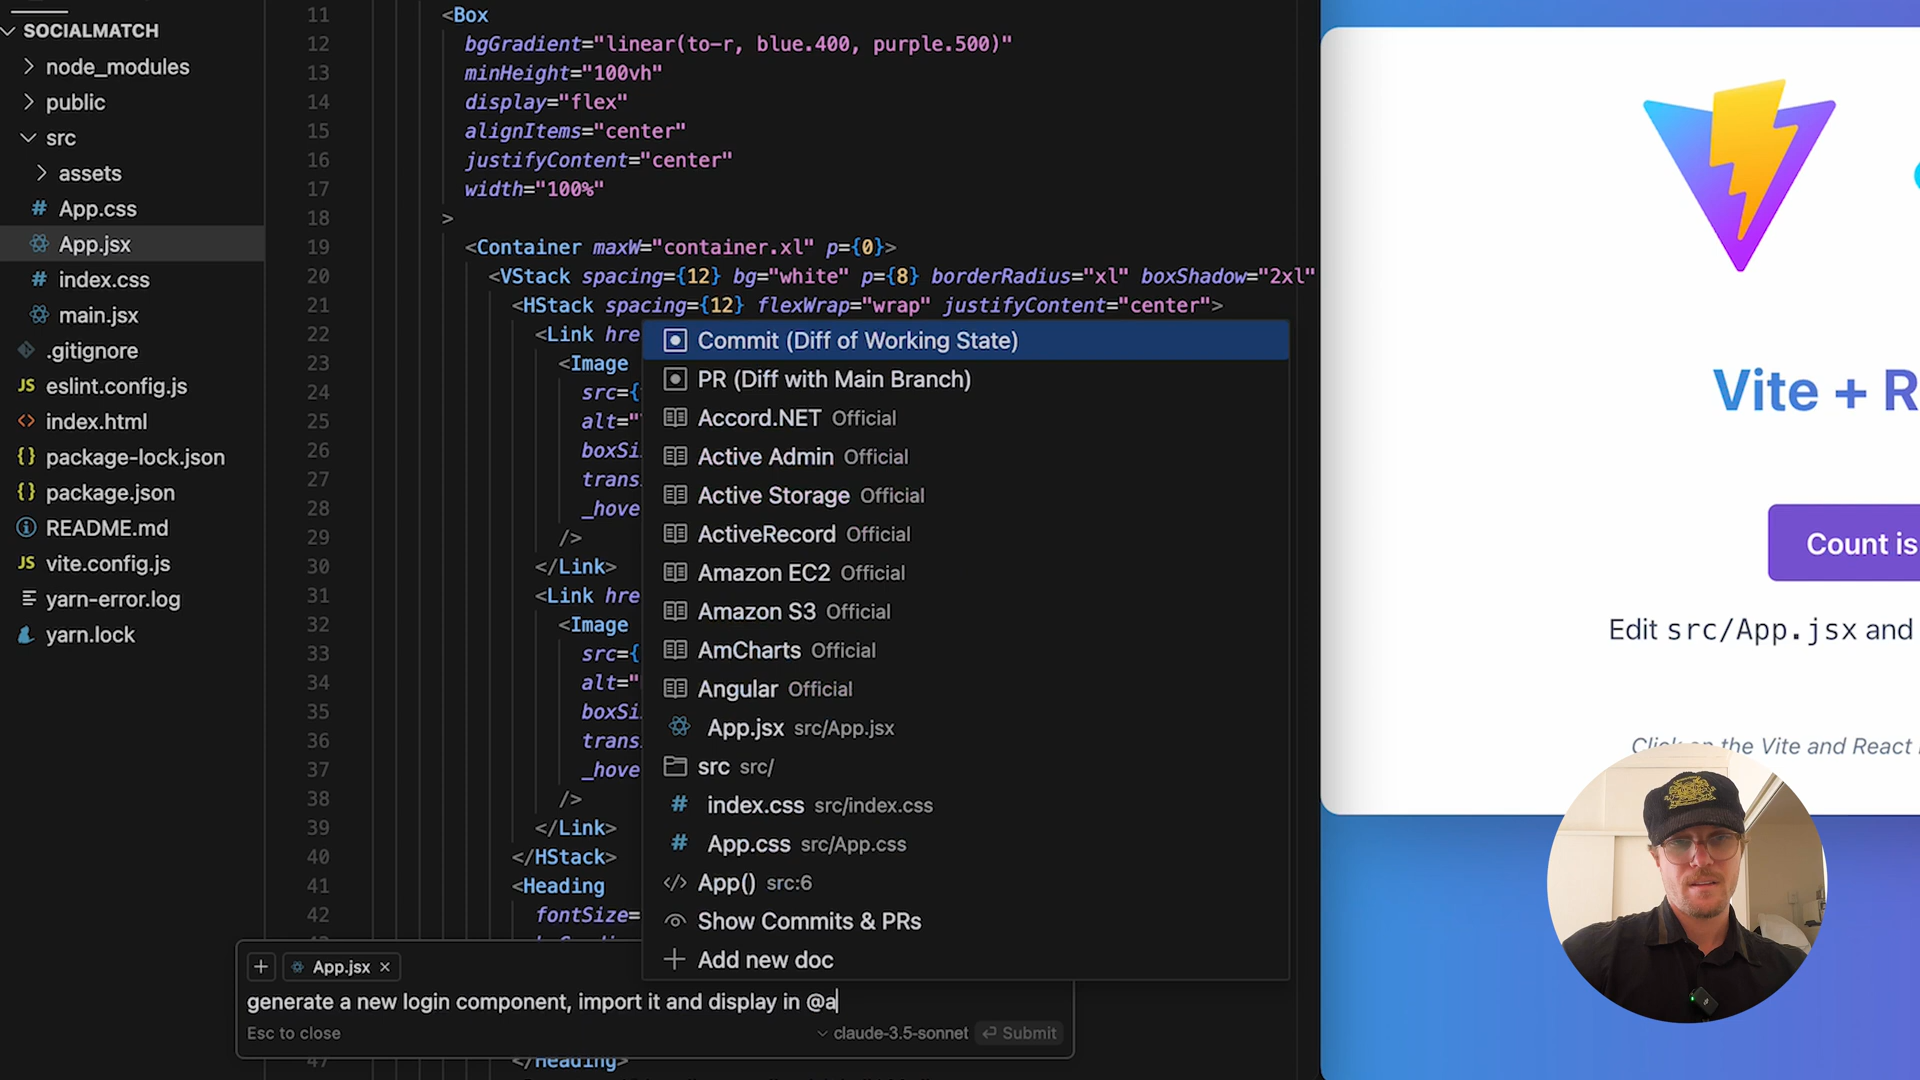 SOCIALMATCH
node_modules
public
src
assets
# App.css
App.jsx
# index.css
main.jsx
.gitignore
JS eslint.config.js
<> index.html
{} package-lock.json
{} package.json
README.md
JS vite.config.js
yarn-error.log
yarn.lock
11 <Box
12 bgGradient="linear(to-r, blue.400, purple.500)"
13 minHeight="100vh"
14 display="flex"
15 alignItems="center"
16 justifyContent="center"
17 width="100%"
18 >
19 <Container maxW="container.xl" p={0}>
20 <VStack spacing={12} bg="white" p={8} borderRadius="xl" boxShadow="2xl"
21 <HStack spacing={12} flexWrap="wrap" justifyContent="center">
22 <Link hre
23 <Image
24 src={
25 alt="
26 boxSi
27 trans
28 _hove
29 />
30 </Link>
31 <Link hre
32 <Image
33 src={
34 alt="
35 boxSi
36 trans
37 _hove
38 />
39 </Link>
40 </HStack>
41 <Heading
42 fontSize=
47 </Heading>
Commit (Diff of Working State)
PR (Diff with Main Branch)
Accord.NET Official
Active Admin Official
Active Storage Official
ActiveRecord Official
Amazon EC2 Official
Amazon S3 Official
AmCharts Official
Angular Official
App.jsx src/App.jsx
src src/
# index.css src/index.css
# App.css src/App.css
</> App() src:6
Show Commits & PRs
+ Add new doc
+ App.jsx ×
generate a new login component, import it and display in @a
Esc to close claude-3.5-sonnet Submit
Vite + R
Count is
Edit src/App.jsx and
Click on the Vite and React